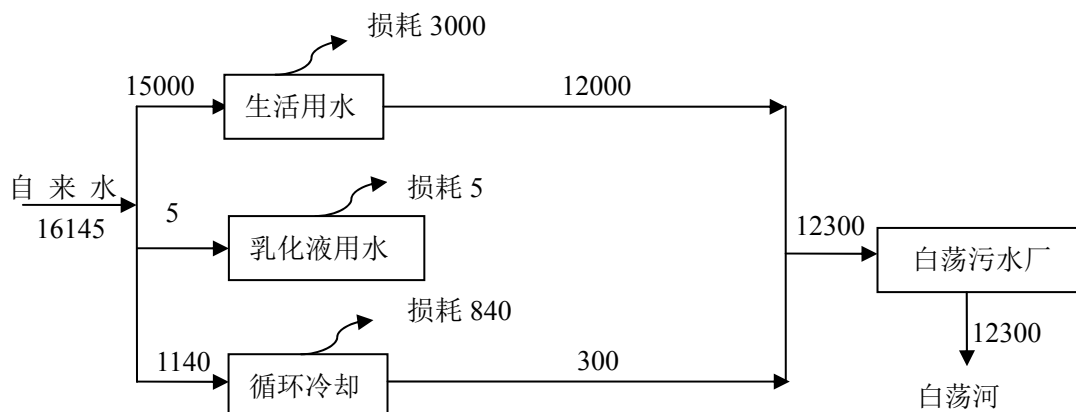 损耗 3000
15000
生活用水
12000
自 来 水
16145
损耗 5
5
乳化液用水
12300
白荡污水厂
损耗 840
1140
循环冷却
300
12300
白荡河